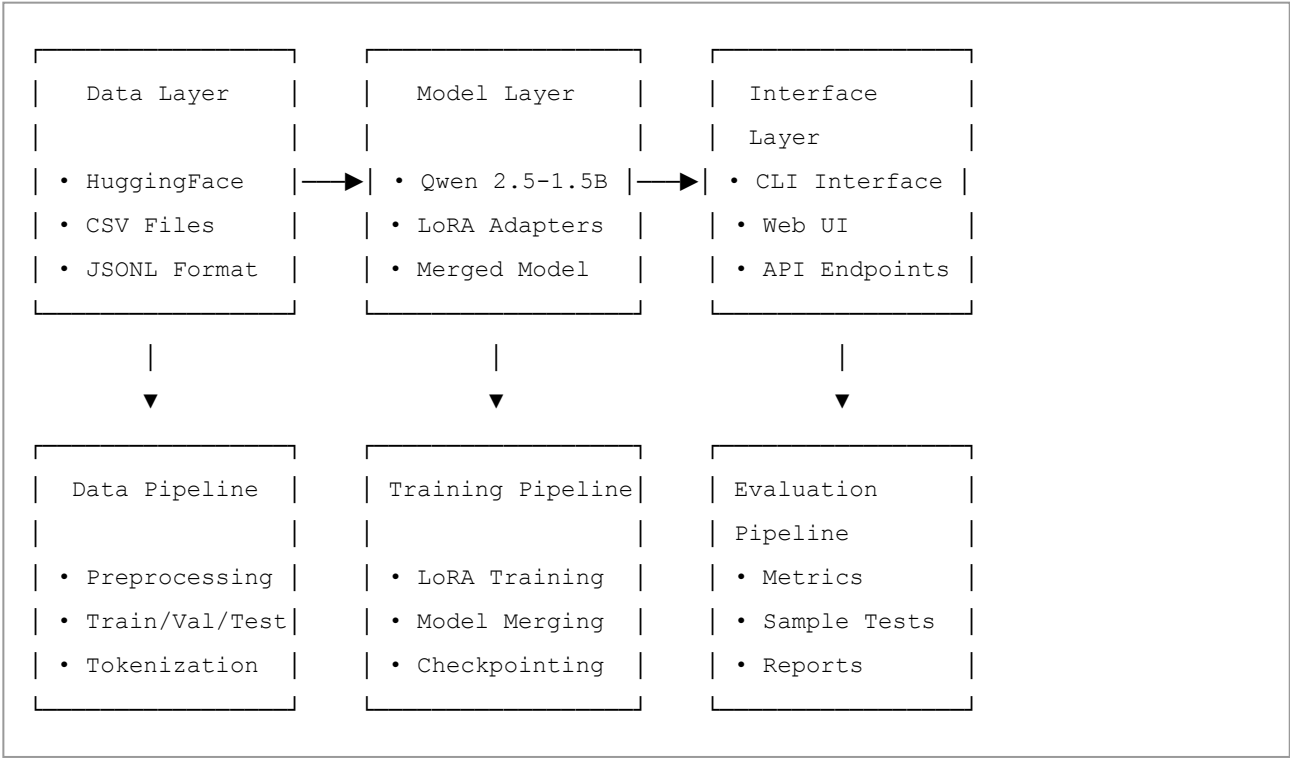 Data Layer
• HuggingFace
• CSV Files
• JSONL Format
Model Layer
• Qwen 2.5-1.5B
• LoRA Adapters
• Merged Model
Interface
Layer
• CLI Interface
• Web UI
• API Endpoints
Data Pipeline
• Preprocessing
• Train/Val/Test
• Tokenization
Training Pipeline
• LoRA Training
• Model Merging
• Checkpointing
Evaluation
Pipeline
• Metrics
• Sample Tests
• Reports